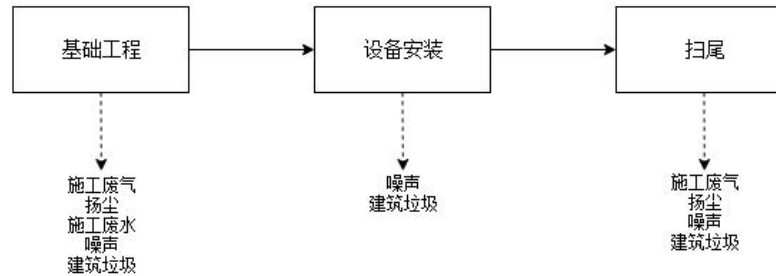 基础工程
设备安装
扫尾
施工废气
扬尘
施工废水
噪声
建筑垃圾
噪声
建筑垃圾
施工废气
扬尘
噪声
建筑垃圾